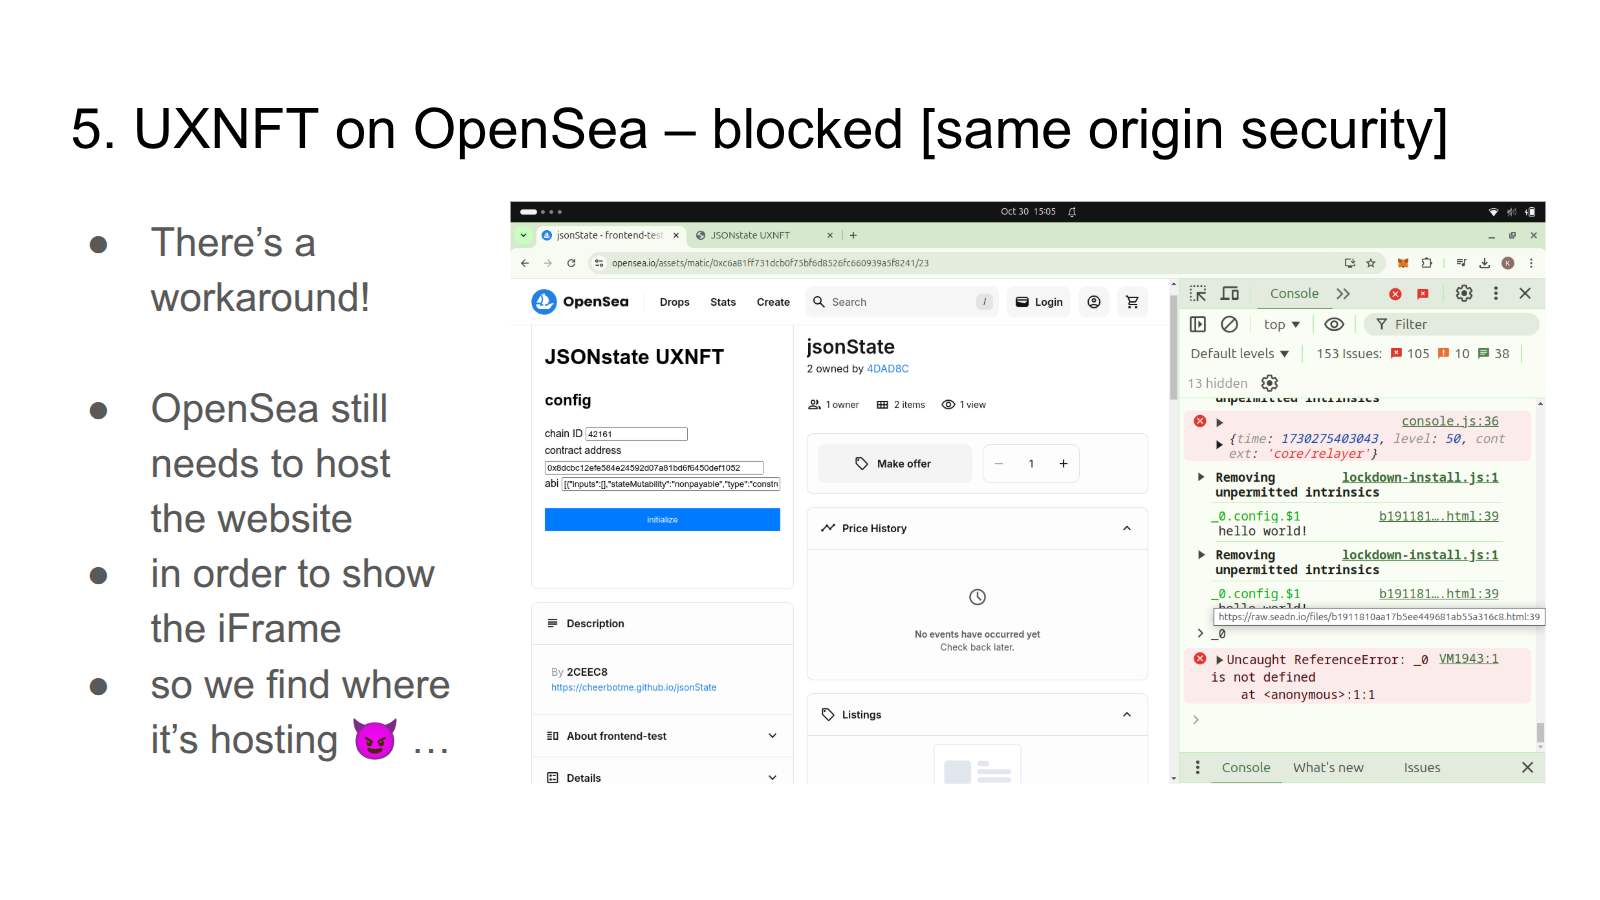 5. UXNFT on OpenSea – blocked [same origin security]
● There's a
workaround!
● OpenSea still
needs to host
the website
● in order to show
the iFrame
● so we find where
it's hosting 😈 …
Oct 30 15:05
jsonState - frontend-test
JSONstate UXNFT
opensea.io/assets/matic/0xc6a81ff731dcb0f75bf6d8526fc660939a5f8241/23
K
OpenSea
Drops
Stats
Create
Search
/
Login
JSONstate UXNFT
config
chain ID 42161
contract address
0x8dcbc12efe584e24592d07a81bd6f6450def1052
abi [{"inputs":[],"stateMutability":"nonpayable","type":"constru
initialize
Description
By 2CEEC8
https://cheerbotme.github.io/jsonState
About frontend-test
Details
jsonState
2 owned by 4DAD8C
1 owner
2 items
1 view
Make offer
— 1 +
Price History
No events have occurred yet
Check back later.
Listings
Console
top ▼
Filter
Default levels ▼
153 Issues: 105 10 38
13 hidden
unpermitted intrinsics
console.js:36
{time: 1730275403043, level: 50, cont
ext: 'core/relayer'}
Removing lockdown-install.js:1
unpermitted intrinsics
_0.config.$1 b191181….html:39
hello world!
Removing lockdown-install.js:1
unpermitted intrinsics
_0.config.$1 b191181….html:39
hello world!
https://raw.seadn.io/files/b1911810aa17b5ee449681ab55a316c8.html:39
> _0
Uncaught ReferenceError: _0 VM1943:1
is not defined
at <anonymous>:1:1
>
Console
What's new
Issues